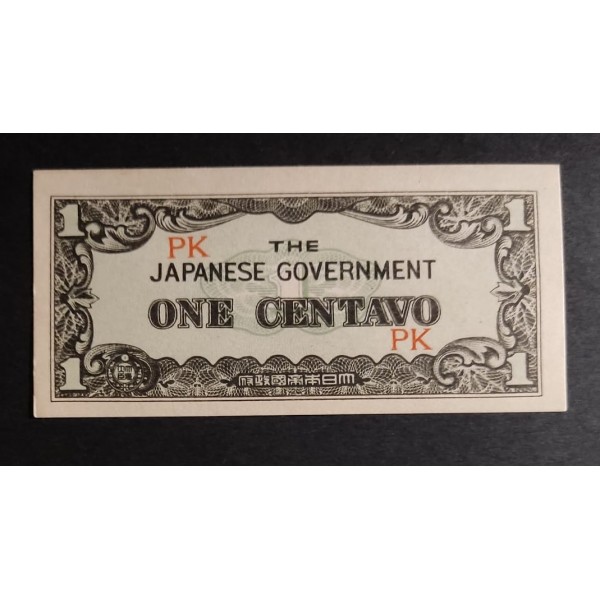 1 1
PK THE
JAPANESE GOVERNMENT
ONE CENTAVO
PK
1 1
大日本帝國政府